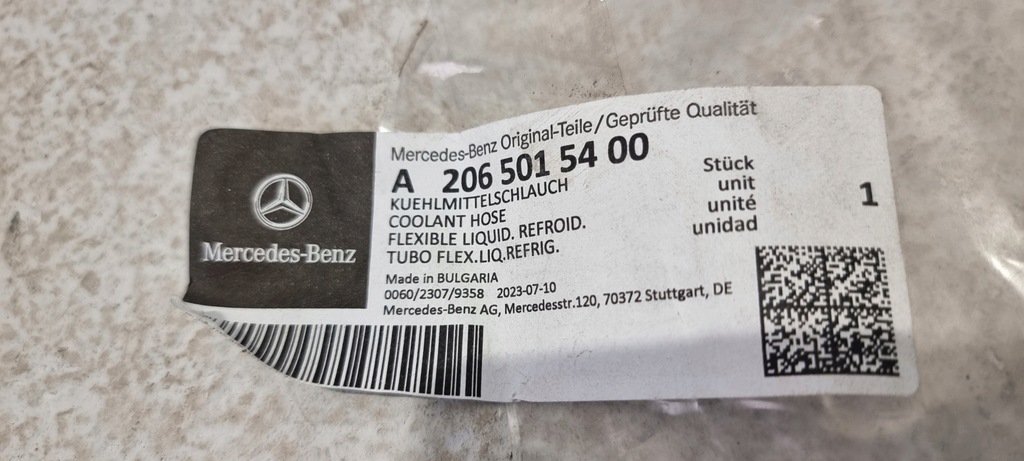 Mercedes-Benz
Mercedes-Benz Original-Teile/Geprüfte Qualität
A 206 501 54 00
KUEHLMITTELSCHLAUCH
COOLANT HOSE
FLEXIBLE LIQUID. REFROID.
TUBO FLEX.LIQ.REFRIG.
Stück
unit
unité
unidad
1
Made in BULGARIA
0060/2307/9358 2023-07-10
Mercedes-Benz AG, Mercedesstr.120, 70372 Stuttgart, DE